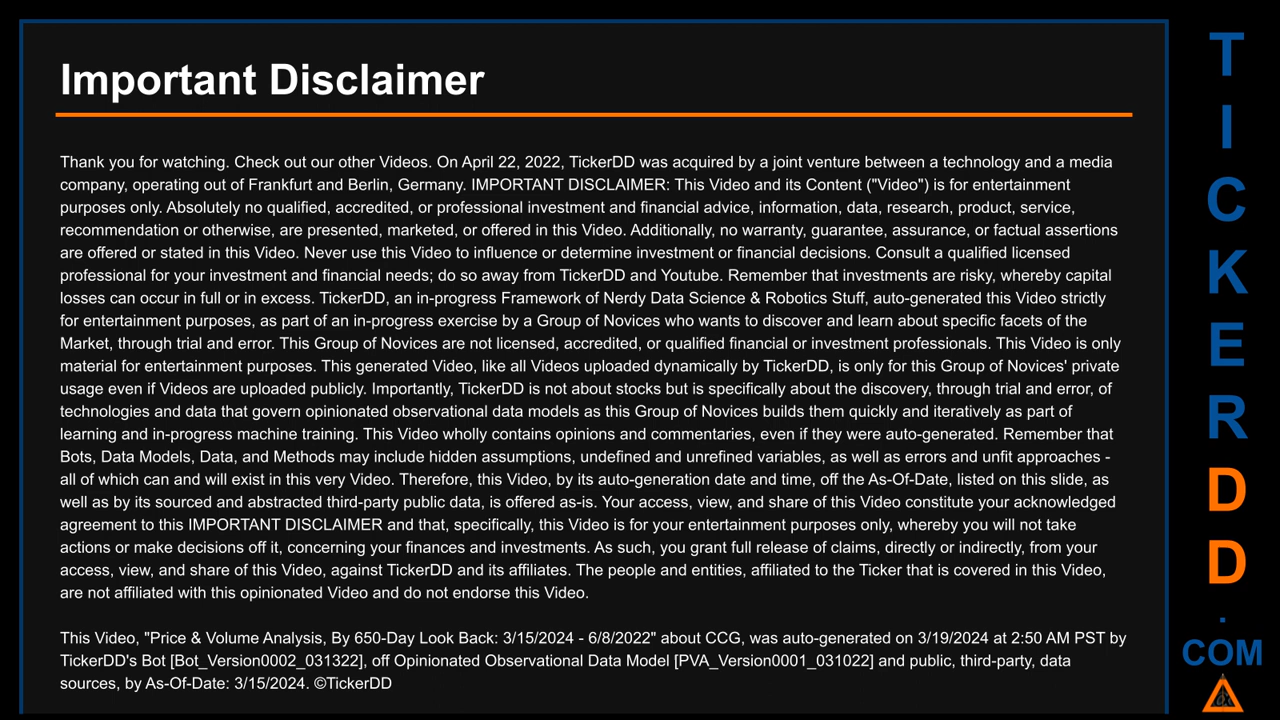 Important Disclaimer
Thank you for watching. Check out our other Videos. On April 22, 2022, TickerDD was acquired by a joint venture between a technology and a media
company, operating out of Frankfurt and Berlin, Germany. IMPORTANT DISCLAIMER: This Video and its Content ("Video") is for entertainment
purposes only. Absolutely no qualified, accredited, or professional investment and financial advice, information, data, research, product, service,
recommendation or otherwise, are presented, marketed, or offered in this Video. Additionally, no warranty, guarantee, assurance, or factual assertions
are offered or stated in this Video. Never use this Video to influence or determine investment or financial decisions. Consult a qualified licensed
professional for your investment and financial needs; do so away from TickerDD and Youtube. Remember that investments are risky, whereby capital
losses can occur in full or in excess. TickerDD, an in-progress Framework of Nerdy Data Science & Robotics Stuff, auto-generated this Video strictly
for entertainment purposes, as part of an in-progress exercise by a Group of Novices who wants to discover and learn about specific facets of the
Market, through trial and error. This Group of Novices are not licensed, accredited, or qualified financial or investment professionals. This Video is only
material for entertainment purposes. This generated Video, like all Videos uploaded dynamically by TickerDD, is only for this Group of Novices' private
usage even if Videos are uploaded publicly. Importantly, TickerDD is not about stocks but is specifically about the discovery, through trial and error, of
technologies and data that govern opinionated observational data models as this Group of Novices builds them quickly and iteratively as part of
learning and in-progress machine training. This Video wholly contains opinions and commentaries, even if they were auto-generated. Remember that
Bots, Data Models, Data, and Methods may include hidden assumptions, undefined and unrefined variables, as well as errors and unfit approaches -
all of which can and will exist in this very Video. Therefore, this Video, by its auto-generation date and time, off the As-Of-Date, listed on this slide, as
well as by its sourced and abstracted third-party public data, is offered as-is. Your access, view, and share of this Video constitute your acknowledged
agreement to this IMPORTANT DISCLAIMER and that, specifically, this Video is for your entertainment purposes only, whereby you will not take
actions or make decisions off it, concerning your finances and investments. As such, you grant full release of claims, directly or indirectly, from your
access, view, and share of this Video, against TickerDD and its affiliates. The people and entities, affiliated to the Ticker that is covered in this Video,
are not affiliated with this opinionated Video and do not endorse this Video.
This Video, "Price & Volume Analysis, By 650-Day Look Back: 3/15/2024 - 6/8/2022" about CCG, was auto-generated on 3/19/2024 at 2:50 AM PST by
TickerDD's Bot [Bot_Version0002_031322], off Opinionated Observational Data Model [PVA_Version0001_031022] and public, third-party, data
sources, by As-Of-Date: 3/15/2024. ©TickerDD
T
I
C
K
E
R
D
D
.
COM